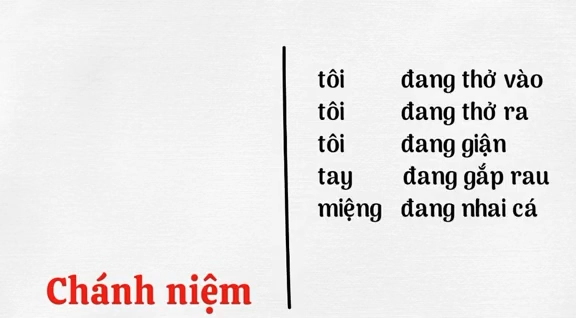 tôi đang thở vào
tôi đang thở ra
tôi đang giận
tay đang gắp rau
miệng đang nhai cá
Chánh niệm